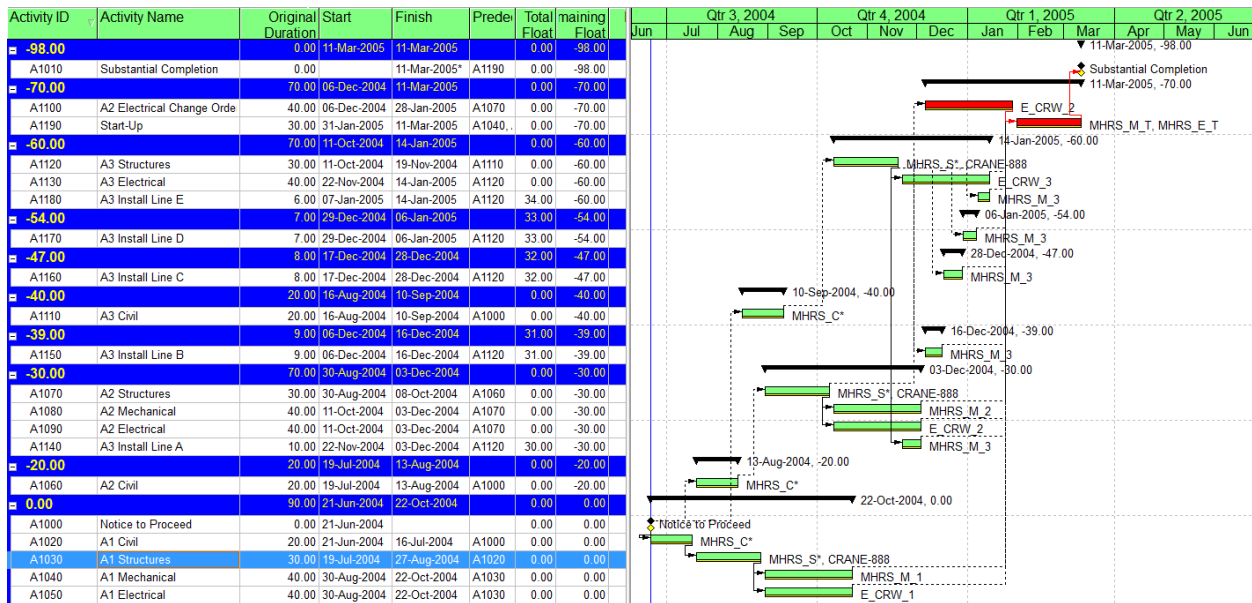 Activity ID Activity Name Original Duration Start Finish Prede Total Float maining Float
Qtr 3, 2004 Qtr 4, 2004 Qtr 1, 2005 Qtr 2, 2005
Jun Jul Aug Sep Oct Nov Dec Jan Feb Mar Apr May Jun
-98.00 0.00 11-Mar-2005 11-Mar-2005 0.00 -98.00 11-Mar-2005, -98.00
A1010 Substantial Completion 0.00 11-Mar-2005* A1190 0.00 -98.00 Substantial Completion
-70.00 70.00 06-Dec-2004 11-Mar-2005 0.00 -70.00 11-Mar-2005, -70.00
A1100 A2 Electrical Change Orde 40.00 06-Dec-2004 28-Jan-2005 A1070 0.00 -70.00 E_CRW_2
A1190 Start-Up 30.00 31-Jan-2005 11-Mar-2005 A1040, 0.00 -70.00 MHRS_M_T, MHRS_E_T
-60.00 70.00 11-Oct-2004 14-Jan-2005 0.00 -60.00 14-Jan-2005, -60.00
A1120 A3 Structures 30.00 11-Oct-2004 19-Nov-2004 A1110 0.00 -60.00 MHRS_S*, CRANE-888
A1130 A3 Electrical 40.00 22-Nov-2004 14-Jan-2005 A1120 0.00 -60.00 E_CRW_3
A1180 A3 Install Line E 6.00 07-Jan-2005 14-Jan-2005 A1120 34.00 -60.00 MHRS_M_3
-54.00 7.00 29-Dec-2004 06-Jan-2005 33.00 -54.00 06-Jan-2005, -54.00
A1170 A3 Install Line D 7.00 29-Dec-2004 06-Jan-2005 A1120 33.00 -54.00 MHRS_M_3
-47.00 8.00 17-Dec-2004 28-Dec-2004 32.00 -47.00 28-Dec-2004, -47.00
A1160 A3 Install Line C 8.00 17-Dec-2004 28-Dec-2004 A1120 32.00 -47.00 MHRS_M_3
-40.00 20.00 16-Aug-2004 10-Sep-2004 0.00 -40.00 10-Sep-2004, -40.00
A1110 A3 Civil 20.00 16-Aug-2004 10-Sep-2004 A1000 0.00 -40.00 MHRS_C*
-39.00 9.00 06-Dec-2004 16-Dec-2004 31.00 -39.00 16-Dec-2004, -39.00
A1150 A3 Install Line B 9.00 06-Dec-2004 16-Dec-2004 A1120 31.00 -39.00 MHRS_M_3
-30.00 70.00 30-Aug-2004 03-Dec-2004 0.00 -30.00 03-Dec-2004, -30.00
A1070 A2 Structures 30.00 30-Aug-2004 08-Oct-2004 A1060 0.00 -30.00 MHRS_S*, CRANE-888
A1080 A2 Mechanical 40.00 11-Oct-2004 03-Dec-2004 A1070 0.00 -30.00 MHRS_M_2
A1090 A2 Electrical 40.00 11-Oct-2004 03-Dec-2004 A1070 0.00 -30.00 E_CRW_2
A1140 A3 Install Line A 10.00 22-Nov-2004 03-Dec-2004 A1120 30.00 -30.00 MHRS_M_3
-20.00 20.00 19-Jul-2004 13-Aug-2004 0.00 -20.00 13-Aug-2004, -20.00
A1060 A2 Civil 20.00 19-Jul-2004 13-Aug-2004 A1000 0.00 -20.00 MHRS_C*
0.00 90.00 21-Jun-2004 22-Oct-2004 0.00 0.00 22-Oct-2004, 0.00
A1000 Notice to Proceed 0.00 21-Jun-2004 0.00 0.00 Notice to Proceed
A1020 A1 Civil 20.00 21-Jun-2004 16-Jul-2004 A1000 0.00 0.00 MHRS_C*
A1030 A1 Structures 30.00 19-Jul-2004 27-Aug-2004 A1020 0.00 0.00 MHRS_S*, CRANE-888
A1040 A1 Mechanical 40.00 30-Aug-2004 22-Oct-2004 A1030 0.00 0.00 MHRS_M_1
A1050 A1 Electrical 40.00 30-Aug-2004 22-Oct-2004 A1030 0.00 0.00 E_CRW_1